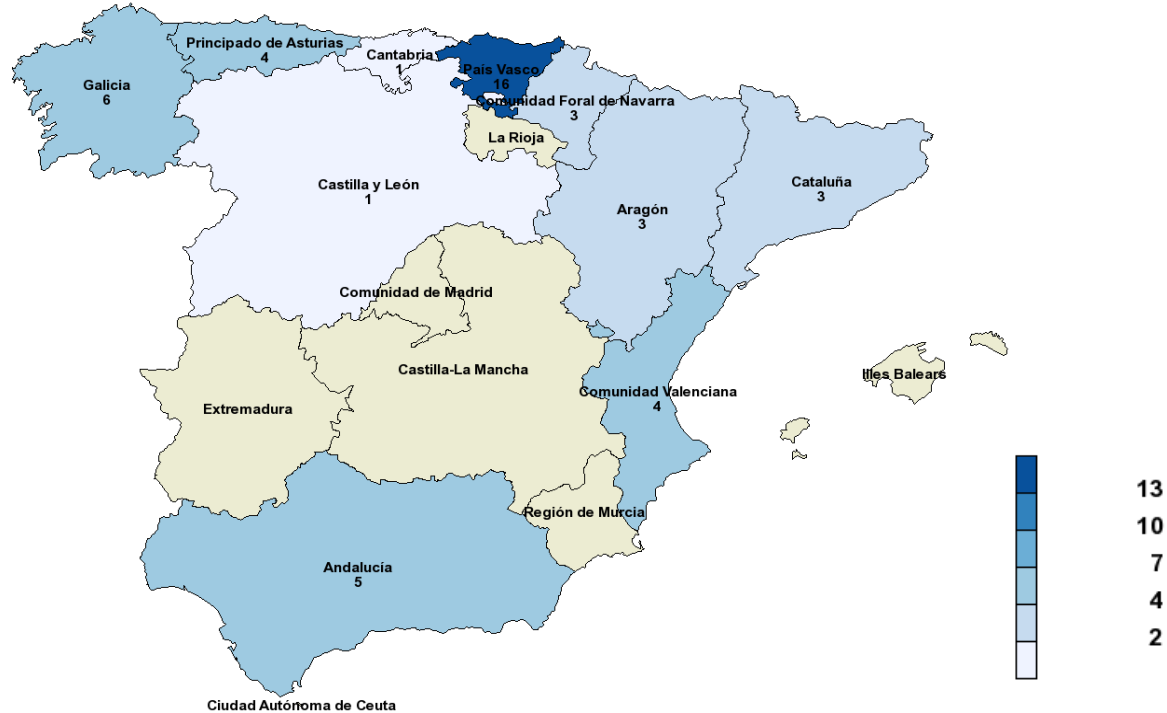 Principado de Asturias
4
Cantabria
1
País Vasco
16
Galicia
6
Comunidad Foral de Navarra
3
La Rioja
Castilla y León
1
Aragón
3
Cataluña
3
Comunidad de Madrid
Castilla-La Mancha
Illes Balears
Comunidad Valenciana
4
Extremadura
Región de Murcia
Andalucía
5
Ciudad Autónoma de Ceuta
13
10
7
4
2